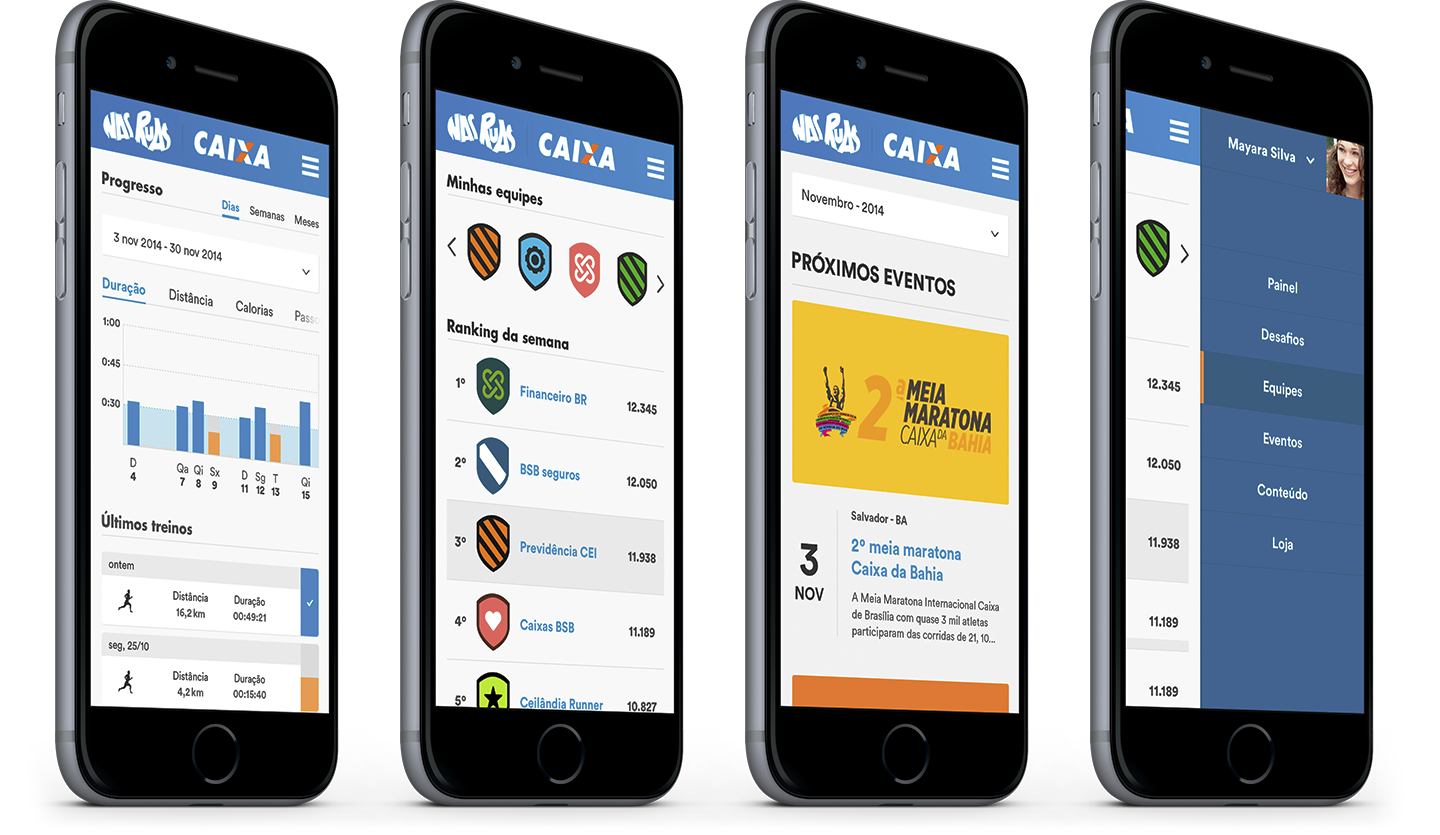 NAS RUAS CAIXA
Progresso
Dias Semanas Meses
3 nov 2014 - 30 nov 2014
Duração Distância Calorias Passo
1:00
0:45
0:30
D Qa Qi Sx D Sg T Qi
4 7 8 9 11 12 13 15
Últimos treinos
ontem
Distância Duração
16,2 km 00:49:21
seg, 25/10
Distância Duração
4,2 km 00:15:40
NAS RUAS CAIXA
Minhas equipes
Ranking da semana
1º Financeiro BR 12.345
2º BSB seguros 12.050
3º Previdência CEI 11.938
4º Caixas BSB 11.189
5º Ceilândia Runner 10.827
NAS RUAS CAIXA
Novembro - 2014
PRÓXIMOS EVENTOS
2ª MEIA
MARATONA
CAIXA DA BAHIA
Salvador - BA
3
NOV
2º meia maratona
Caixa da Bahia
A Meia Maratona Internacional Caixa
de Brasília com quase 3 mil atletas
participaram das corridas de 21, 10...
A
Mayara Silva
12.345
12.050
11.938
11.189
11.189
Painel
Desafios
Equipes
Eventos
Conteúdo
Loja